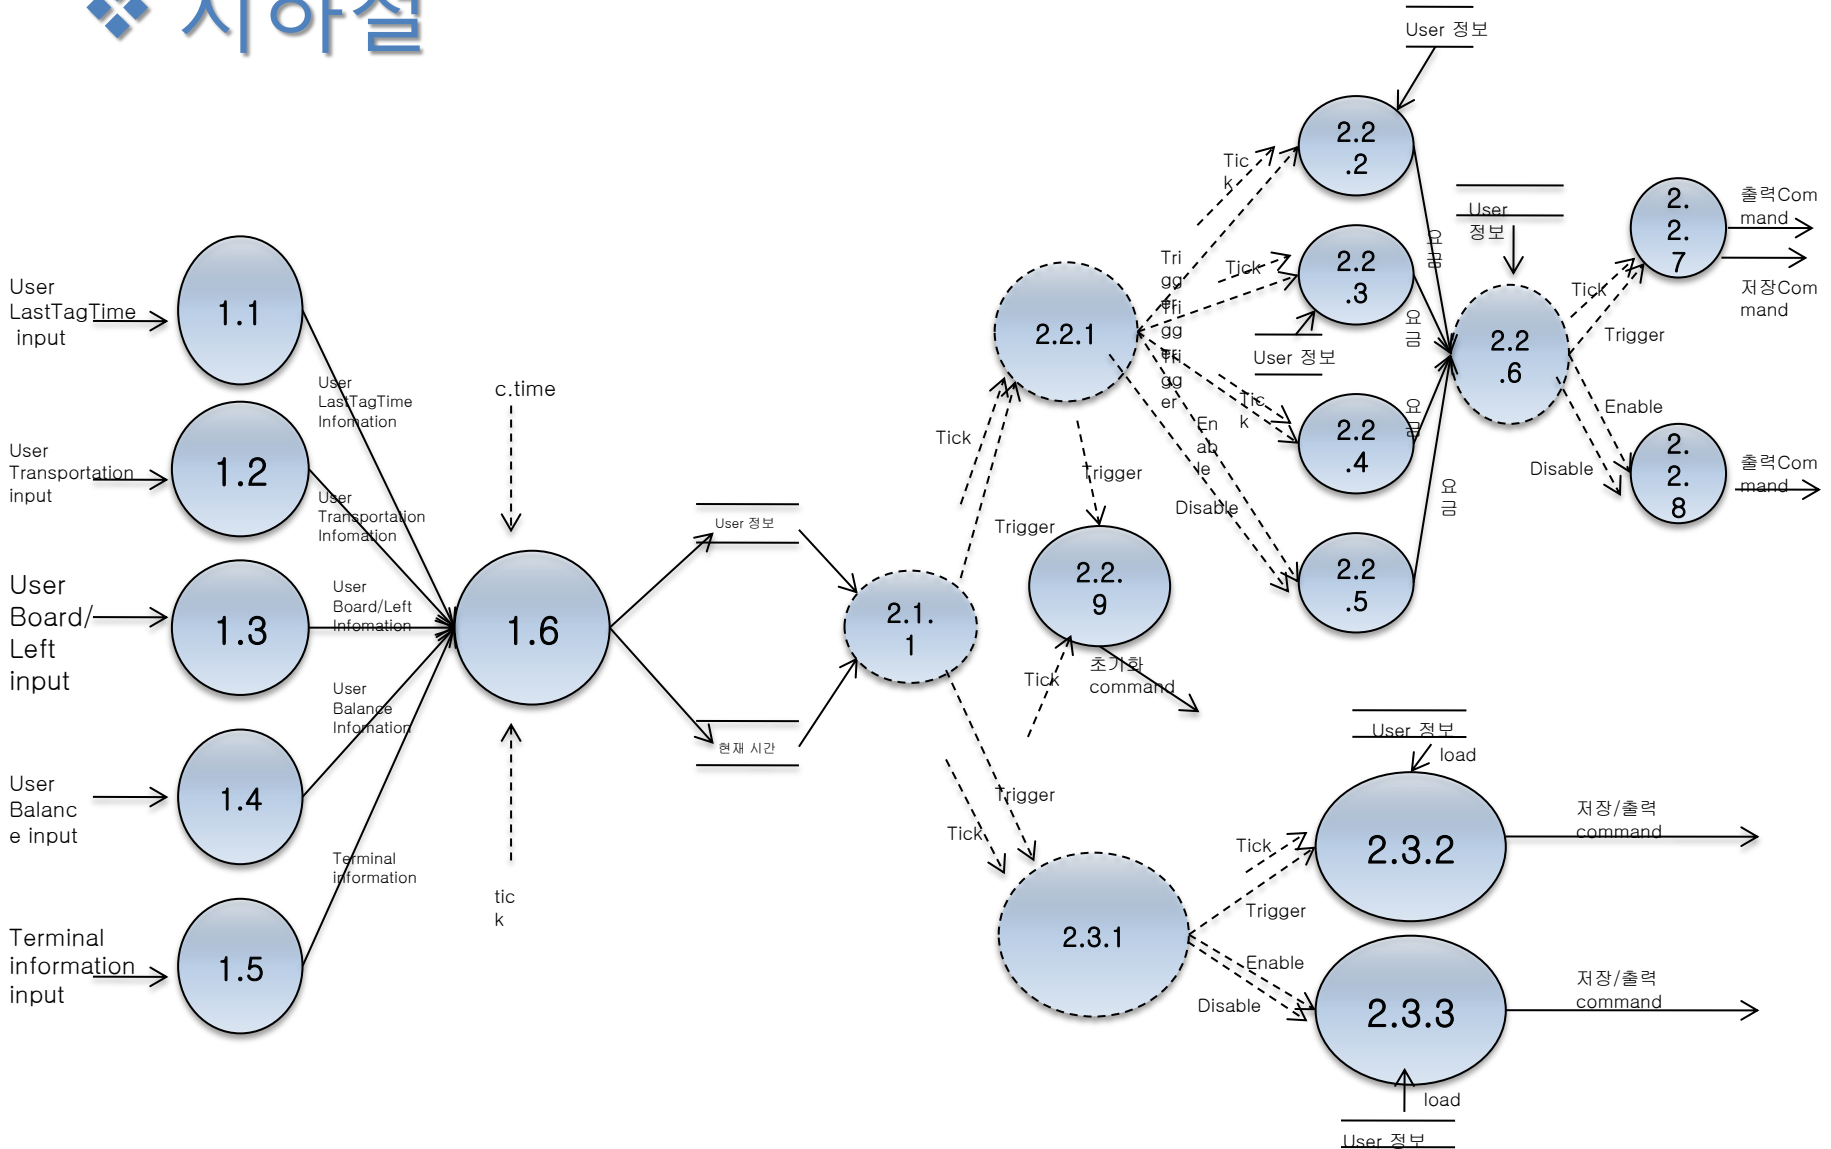 User
LastTagTime
input
User
Transportation
input
User
Board/
Left
input
User
Balanc
e input
Terminal
information
input
1.1
1.2
1.3
1.4
1.5
User
LastTagTime
Infomation
User
Transportation
Infomation
User
Board/Left
Infomation
User
Balance
Infomation
Terminal
information
c.time
1.6
tic
k
User 정보
현재 시간
2.1.
1
Tick
Trigger
Tick
Trigger
2.2.1
Trigger
2.2.
9
Tick
초기화
command
Tri
gg
er
Tri
gg
er
Tri
gg
er
En
ab
le
Disable
Tic
k
Tick
Tic
k
User 정보
2.2
.2
2.2
.3
User 정보
2.2
.4
2.2
.5
요
금
요
금
요
금
요
금
User
정보
2.2
.6
Tick
Trigger
Enable
Disable
2.
2.
7
2.
2.
8
출력Com
mand
저장Com
mand
출력Com
mand
2.3.1
Tick
Trigger
Enable
Disable
User 정보
load
2.3.2
저장/출력
command
2.3.3
저장/출력
command
load
User 정보